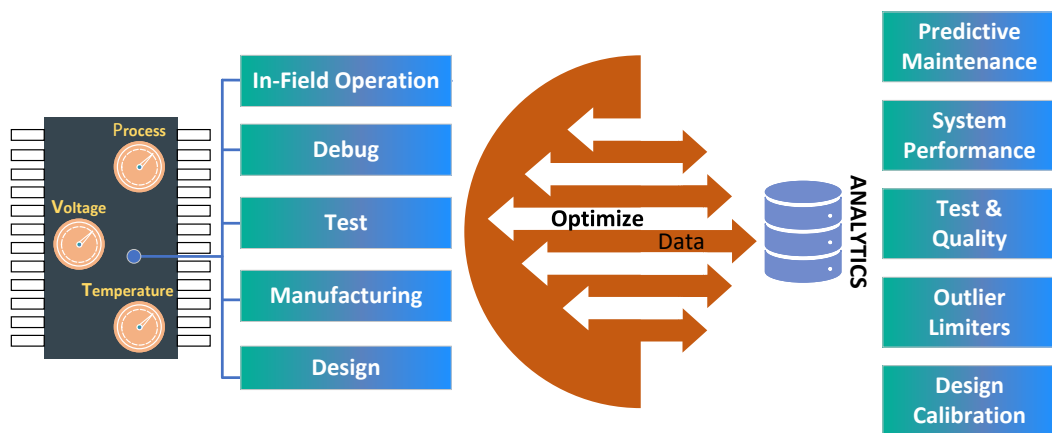 Process
Voltage
Temperature
In-Field Operation
Debug
Test
Manufacturing
Design
Optimize
Data
ANALYTICS
Predictive
Maintenance
System
Performance
Test &
Quality
Outlier
Limiters
Design
Calibration